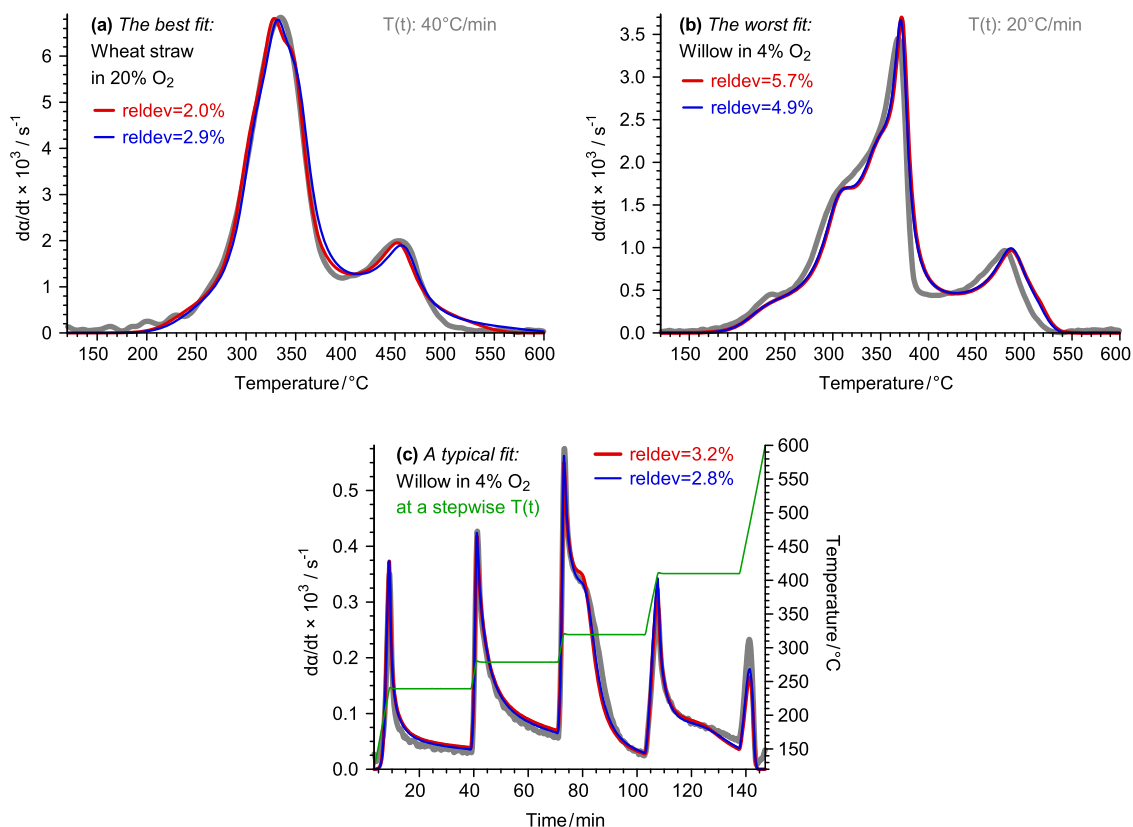 (a) The best fit:
T(t): 40°C/min
Wheat straw
in 20% O2
reldev=2.0%
reldev=2.9%
6
5
4
3
2
1
0
dα/dt × 10³ / s⁻¹
150 200 250 300 350 400 450 500 550 600
Temperature/°C
(b) The worst fit:
T(t): 20°C/min
Willow in 4% O2
reldev=5.7%
reldev=4.9%
3.5
3.0
2.5
2.0
1.5
1.0
0.5
0.0
dα/dt × 10³ / s⁻¹
150 200 250 300 350 400 450 500 550 600
Temperature/°C
(c) A typical fit:
Willow in 4% O2
at a stepwise T(t)
reldev=3.2%
reldev=2.8%
0.5
0.4
0.3
0.2
0.1
0.0
dα/dt × 10³ / s⁻¹
600
550
500
450
400
350
300
250
200
150
Temperature/°C
20 40 60 80 100 120 140
Time/min